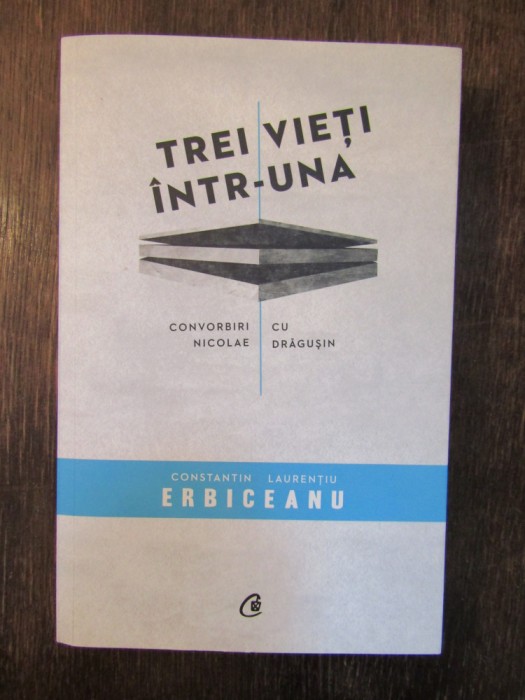 TREI VIEȚI
ÎNTR-UNA
CONVORBIRI CU
NICOLAE DRĂGUȘIN
CONSTANTIN LAURENȚIU
ERBICEANU